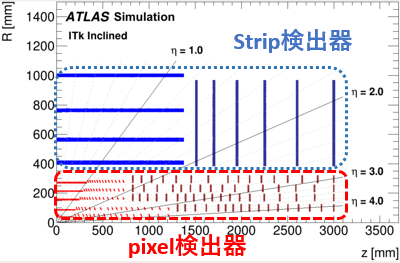 R [mm]
1400
1200
1000
800
600
400
200
0
ATLAS Simulation
ITk Inclined
η = 1.0
Strip検出器
η = 2.0
η = 3.0
η = 4.0
0 500 1000 1500 2000 2500 3000 3500
pixel検出器
z [mm]